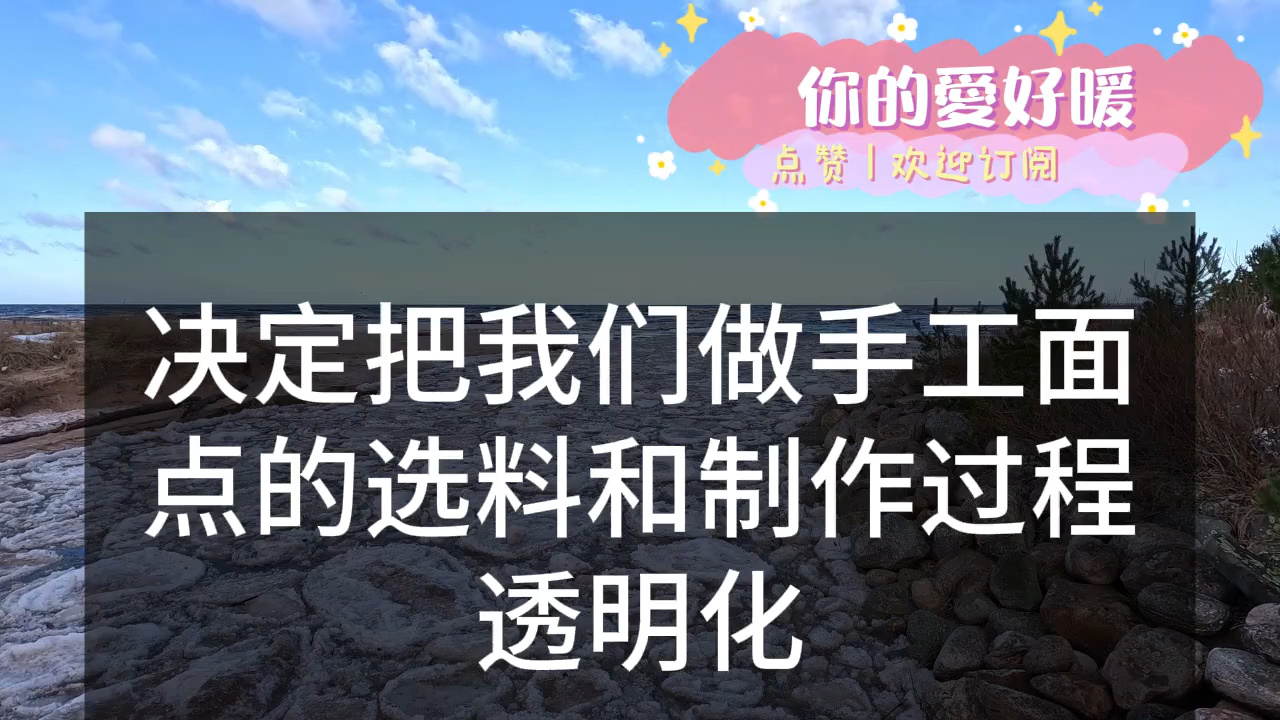 你的愛好暖
点赞丨欢迎订阅
决定把我们做手工面
点的选料和制作过程
透明化